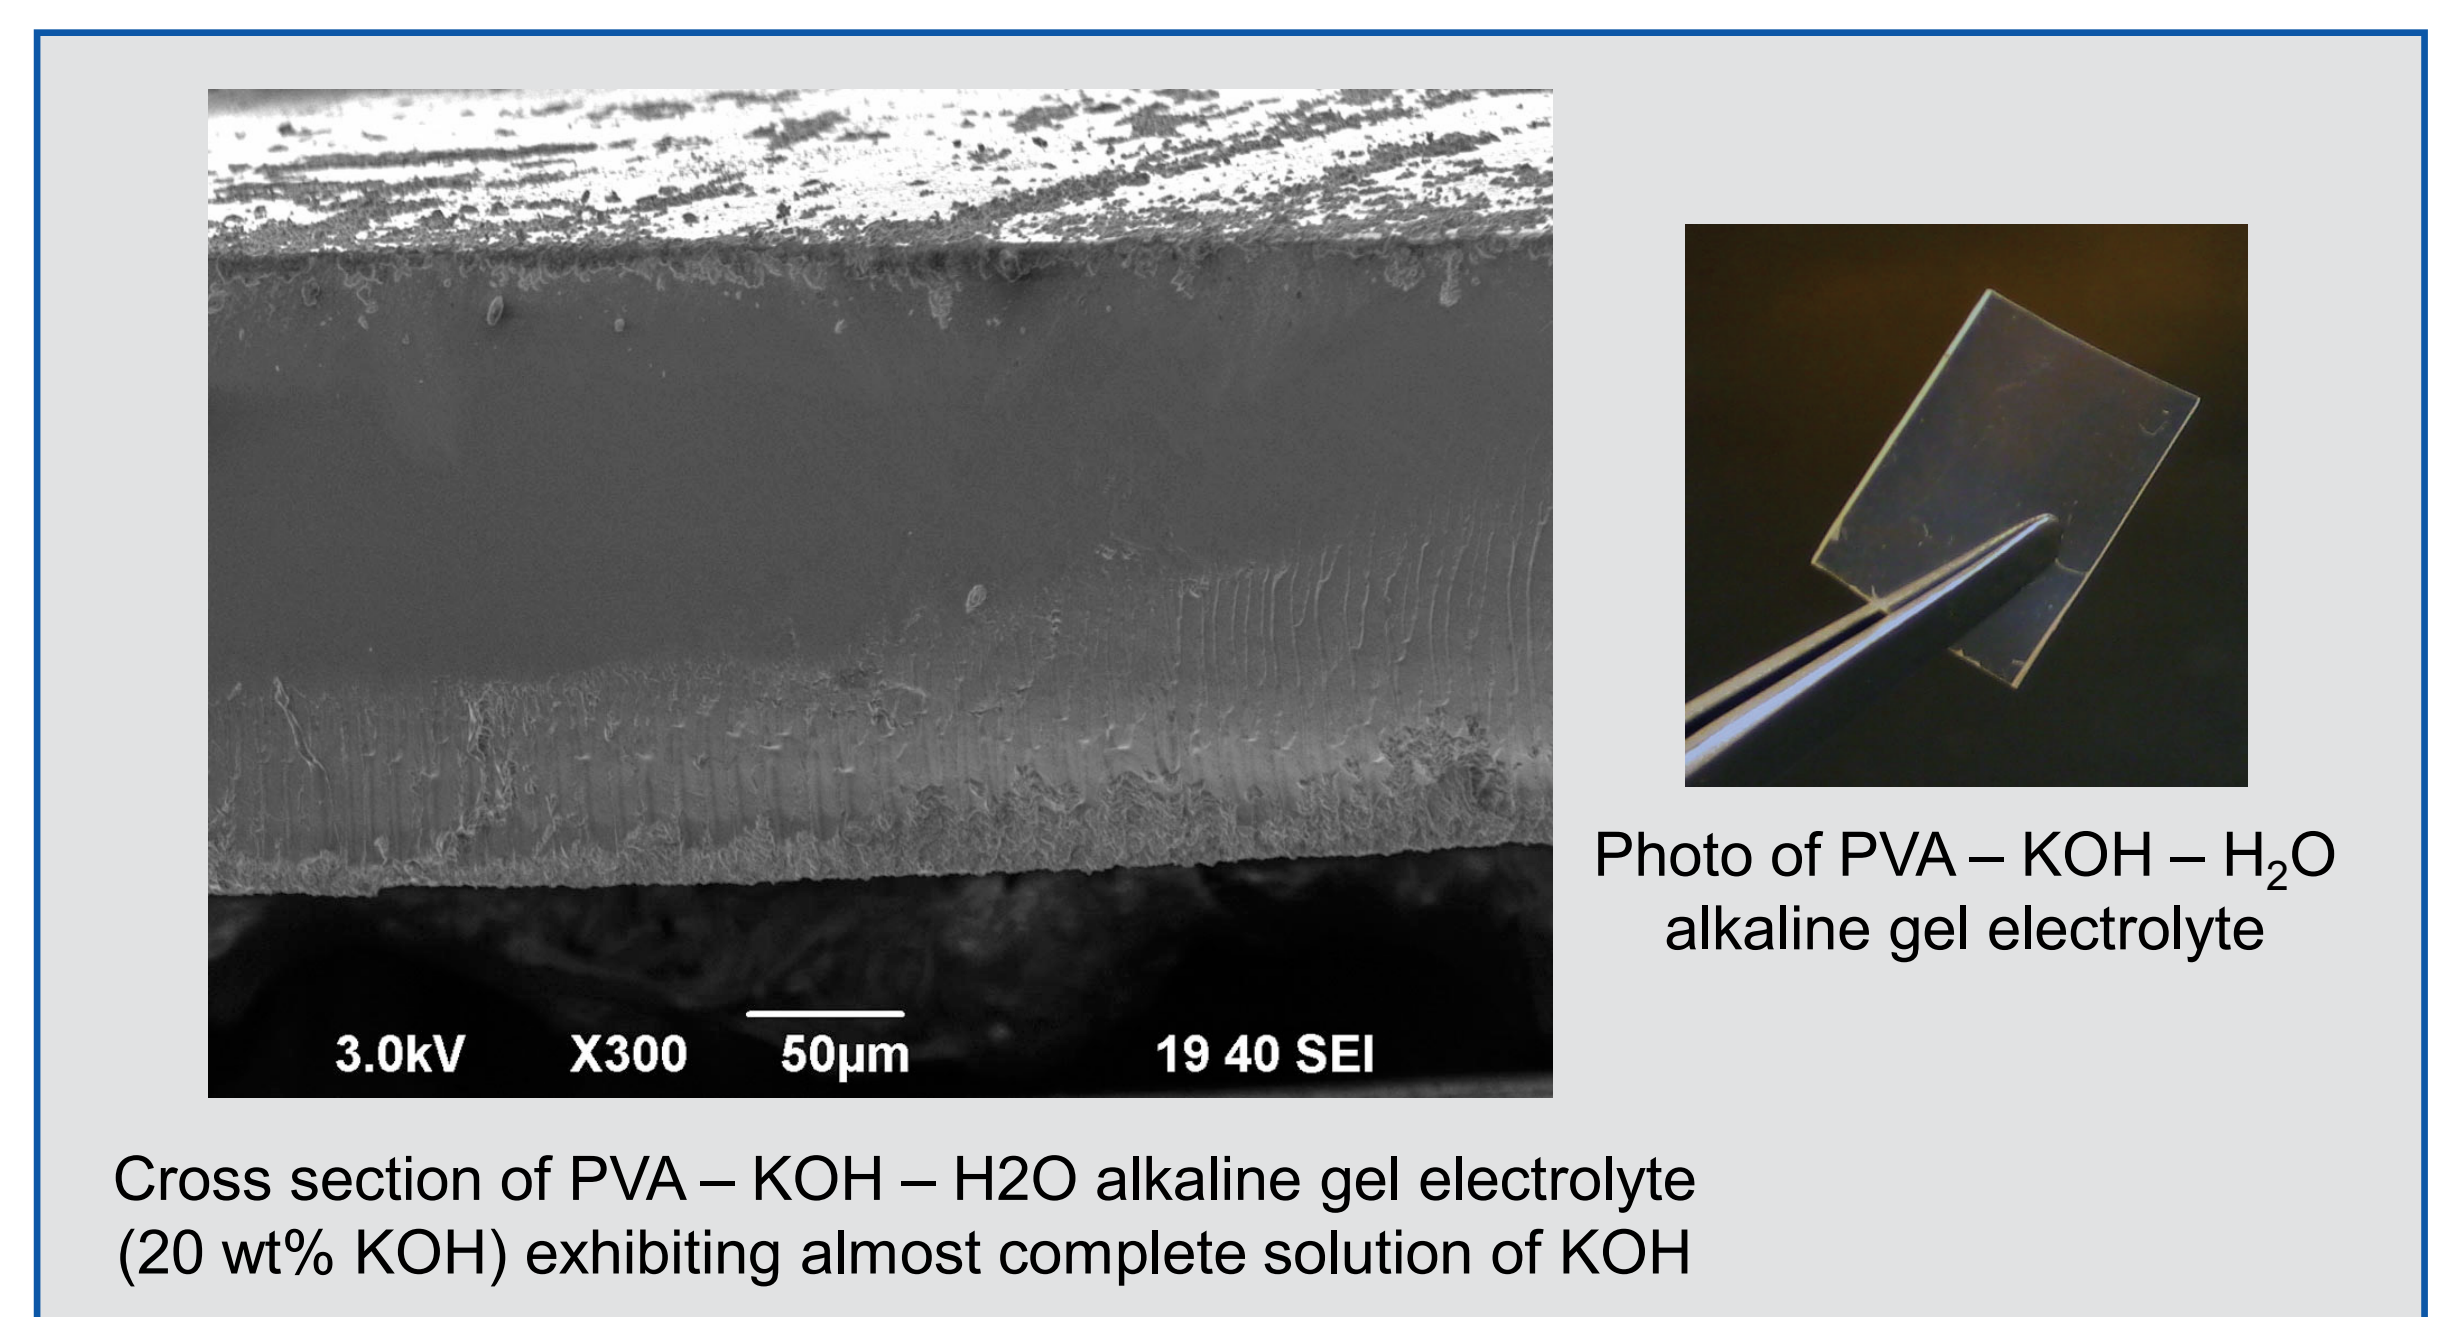 3.0kV X300 50µm 19 40 SEI
Photo of PVA – KOH – H₂O
alkaline gel electrolyte
Cross section of PVA – KOH – H2O alkaline gel electrolyte
(20 wt% KOH) exhibiting almost complete solution of KOH